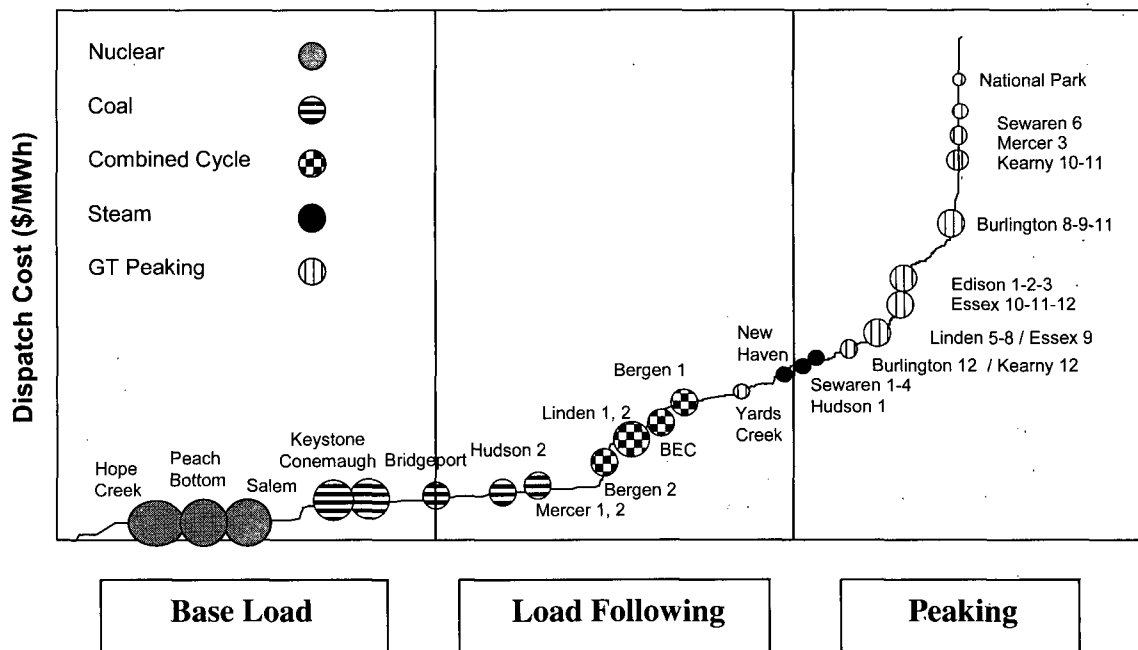 Dispatch Cost ($/MWh)
Nuclear
Coal
Combined Cycle
Steam
GT Peaking
Hope
Creek
Peach
Bottom
Salem
Keystone
Conemaugh
Bridgeport
Hudson 2
Mercer 1, 2
Linden 1, 2
Bergen 2
Bergen 1
BEC
Yards
Creek
New
Haven
Sewaren 1-4
Hudson 1
Burlington 12 / Kearny 12
Linden 5-8 / Essex 9
Edison 1-2-3
Essex 10-11-12
Burlington 8-9-11
National Park
Sewaren 6
Mercer 3
Kearny 10-11
Base Load
Load Following
Peaking